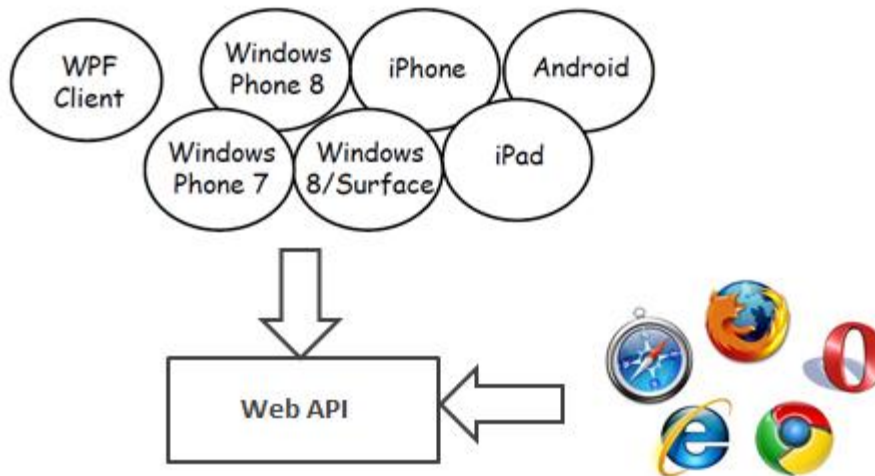 WPF
Client
Windows
Phone 8
iPhone
Android
Windows
Phone 7
Windows
8/Surface
iPad
Web API